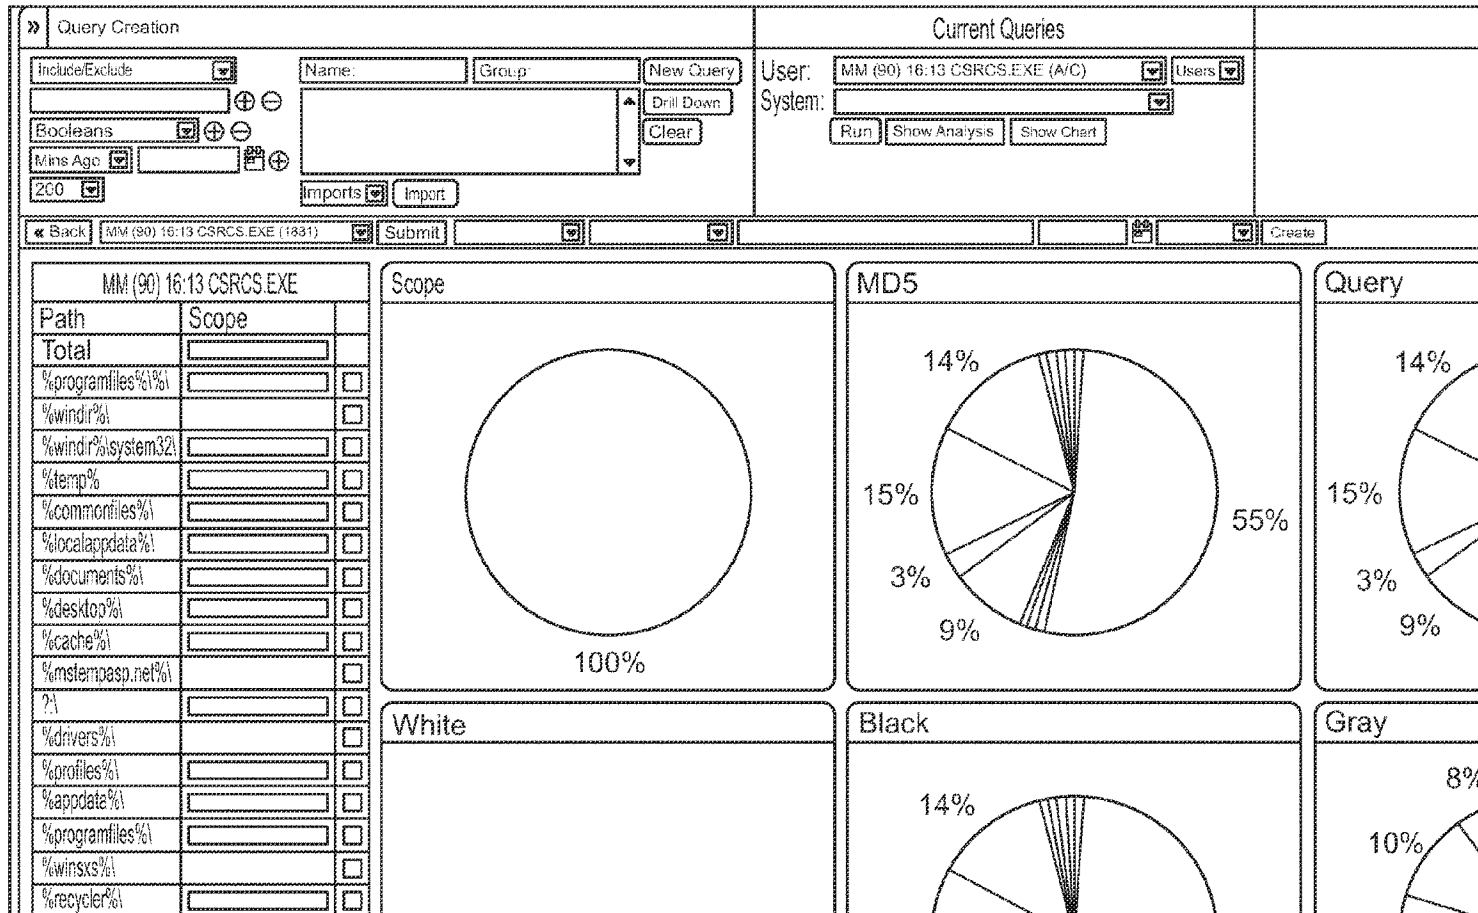 » Query Creation
Current Queries
Include/Exclude
Name:
Group:
New Query
User:
MM (90) 16:13 CSRCS.EXE (A/C)
Users
Drill Down
System:
Booleans
Clear
Run
Show Analysis
Show Chart
Mins Ago
200
Imports
Import
« Back
MM (90) 16:13 CSRCS.EXE (1831)
Submit
Create
MM (90) 16:13 CSRCS.EXE
Path
Scope
Total
%programfiles%\%\
%windir%\
%windir%\system32\
%temp%
%commonfiles%\
%localappdata%\
%documents%\
%desktop%\
%cache%\
%mstempasp.net%\
?:\
%drivers%\
%profiles%\
%appdata%\
%programfiles%\
%winsxs%\
%recycler%\
Scope
100%
MD5
14%
15%
55%
3%
9%
Query
14%
15%
3%
9%
White
Black
14%
Gray
8%
10%